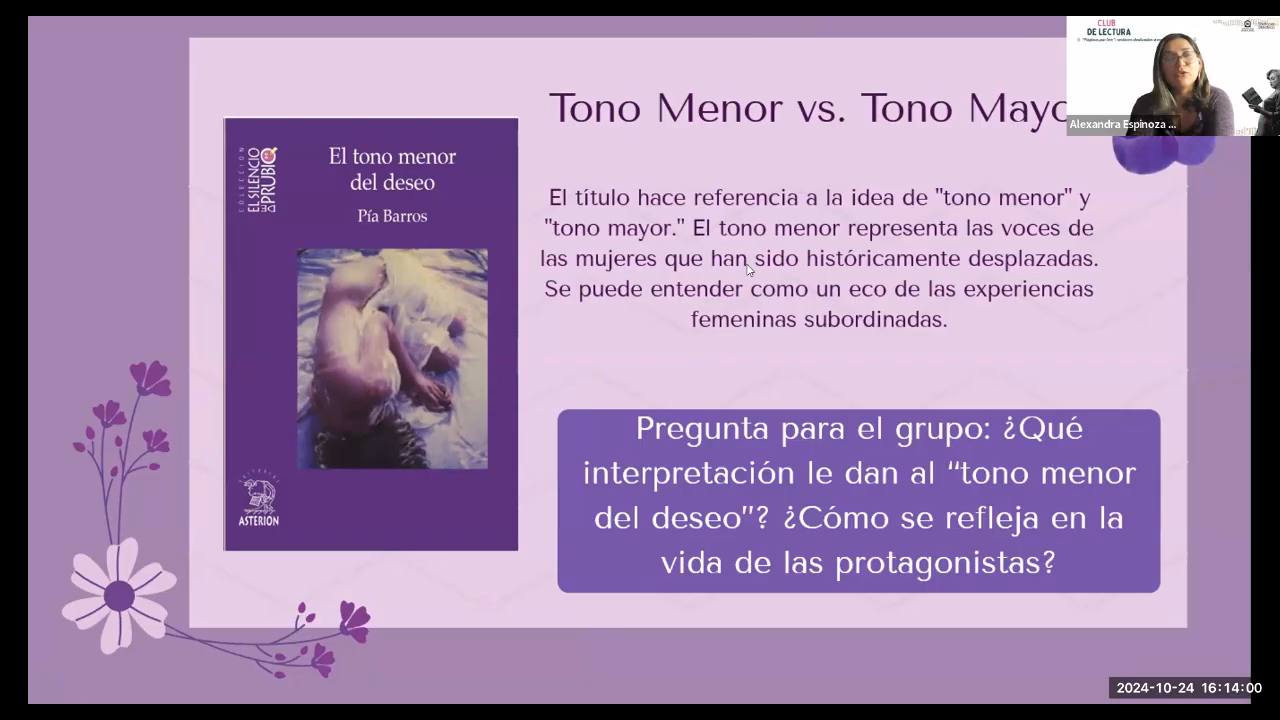 Tono Menor vs. Tono Mayo
CLUB
DE LECTURA
Alexandra Espinoza ...
COLECCIÓN
EL SILENCIO
DE PRUBIO
El tono menor
del deseo
Pía Barros
ASTERION
El título hace referencia a la idea de "tono menor" y
"tono mayor." El tono menor representa las voces de
las mujeres que han sido históricamente desplazadas.
Se puede entender como un eco de las experiencias
femeninas subordinadas.
Pregunta para el grupo: ¿Qué
interpretación le dan al “tono menor
del deseo”? ¿Cómo se refleja en la
vida de las protagonistas?
2024-10-24 16:14:00